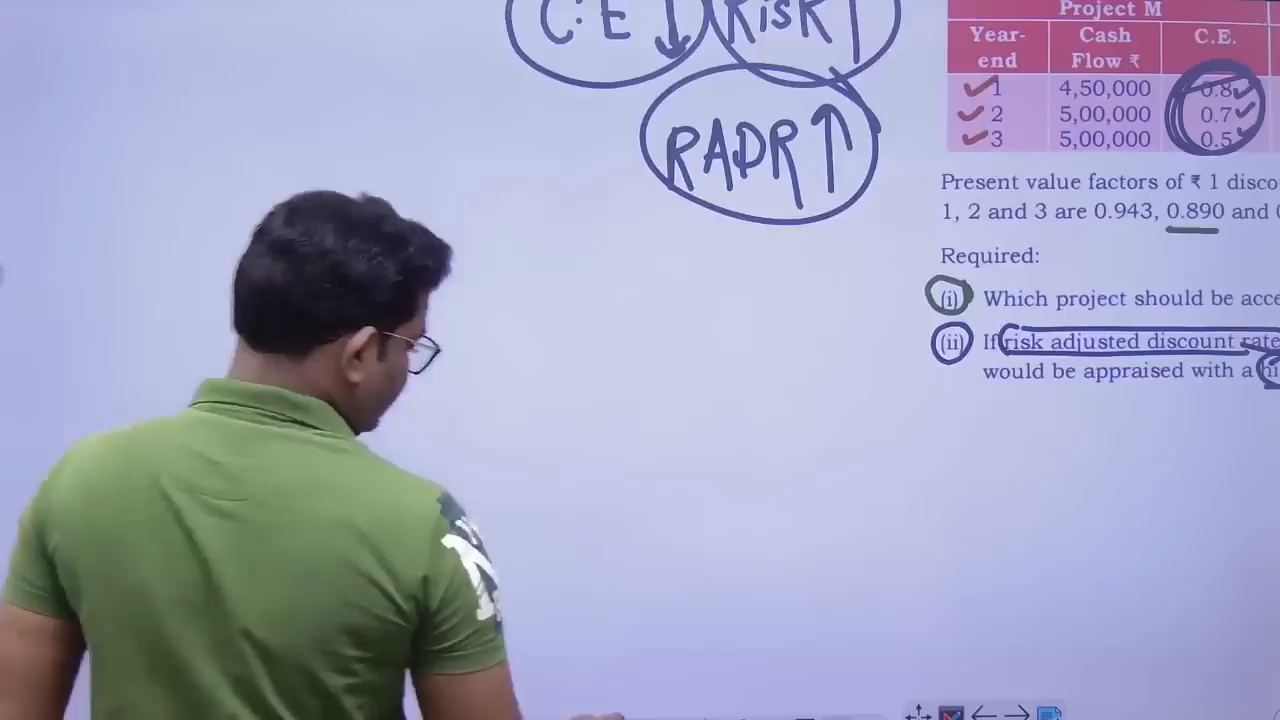 C.E ↓ Risk ↑
RADR ↑
Project M
Year-end Cash Flow ₹ C.E.
1 4,50,000 0.8
2 5,00,000 0.7
3 5,00,000 0.5
Present value factors of ₹ 1
1, 2 and 3 are 0.943, 0.890 and
Required:
(i) Which project should be
(ii) If risk adjusted discount rate
would be appraised with a
N